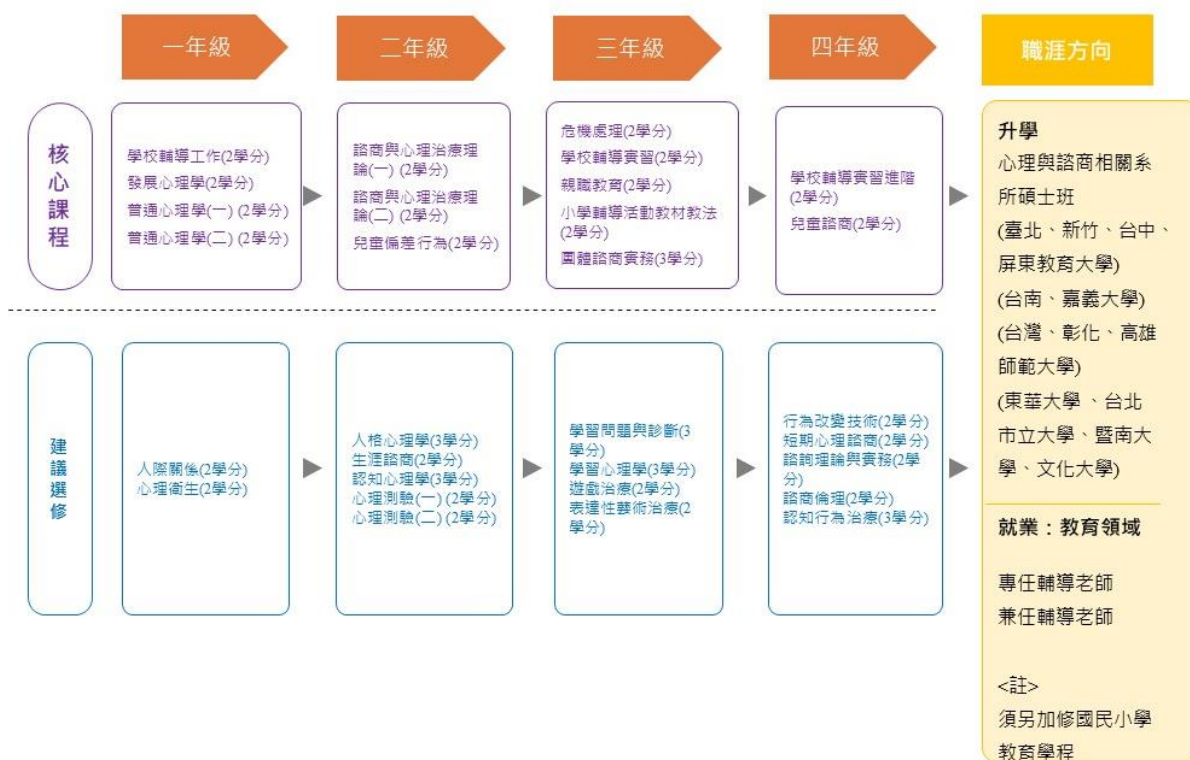 一年級
二年級
三年級
四年級
職涯方向
核心課程
學校輔導工作(2學分)
發展心理學(2學分)
普通心理學(一) (2學分)
普通心理學(二) (2學分)
諮商與心理治療理
論(一) (2學分)
諮商與心理治療理
論(二) (2學分)
兒童偏差行為(2學分)
危機處理(2學分)
學校輔導實習(2學分)
親職教育(2學分)
小學輔導活動教材教法
(2學分)
團體諮商實務(3學分)
學校輔導實習進階
(2學分)
兒童諮商(2學分)
建議選修
人際關係(2學分)
心理衛生(2學分)
人格心理學(3學分)
生涯諮商(2學分)
認知心理學(3學分)
心理測驗(一) (2學分)
心理測驗(二) (2學分)
學習問題與診斷(3
學分)
學習心理學(3學分)
遊戲治療(2學分)
表達性藝術治療(2
學分)
行為改變技術(2學分)
短期心理諮商(2學分)
諮詢理論與實務(2學
分)
諮商倫理(2學分)
認知行為治療(3學分)
升學
心理與諮商相關系
所碩士班
(臺北、新竹、台中、
屏東教育大學)
(台南、嘉義大學)
(台灣、彰化、高雄
師範大學)
(東華大學、台北
市立大學、暨南大
學、文化大學)
就業：教育領域
專任輔導老師
兼任輔導老師
<註>
須另加修國民小學
教育學程